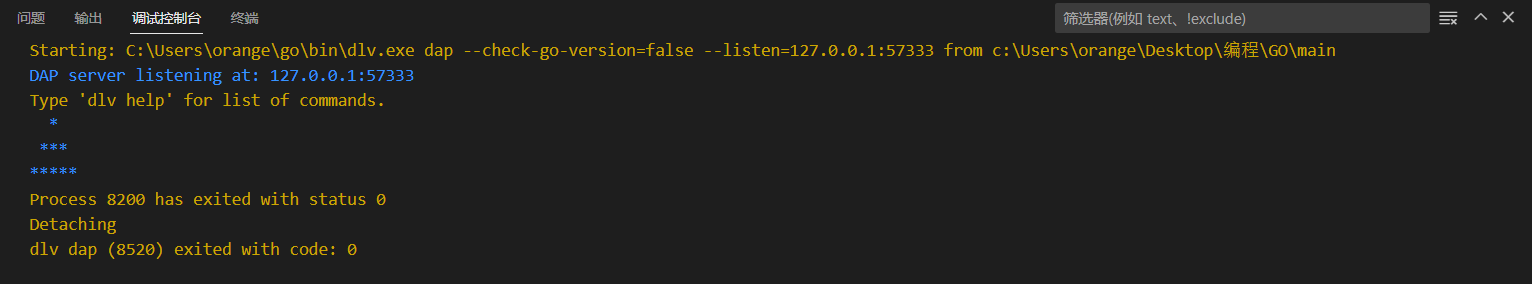 问题 输出 调试控制台 终端 筛选器(例如 text、!exclude)
Starting: C:\Users\orange\go\bin\dlv.exe dap --check-go-version=false --listen=127.0.0.1:57333 from c:\Users\orange\Desktop\编程\GO\main
DAP server listening at: 127.0.0.1:57333
Type 'dlv help' for list of commands.
  *
 ***
*****
Process 8200 has exited with status 0
Detaching
dlv dap (8520) exited with code: 0